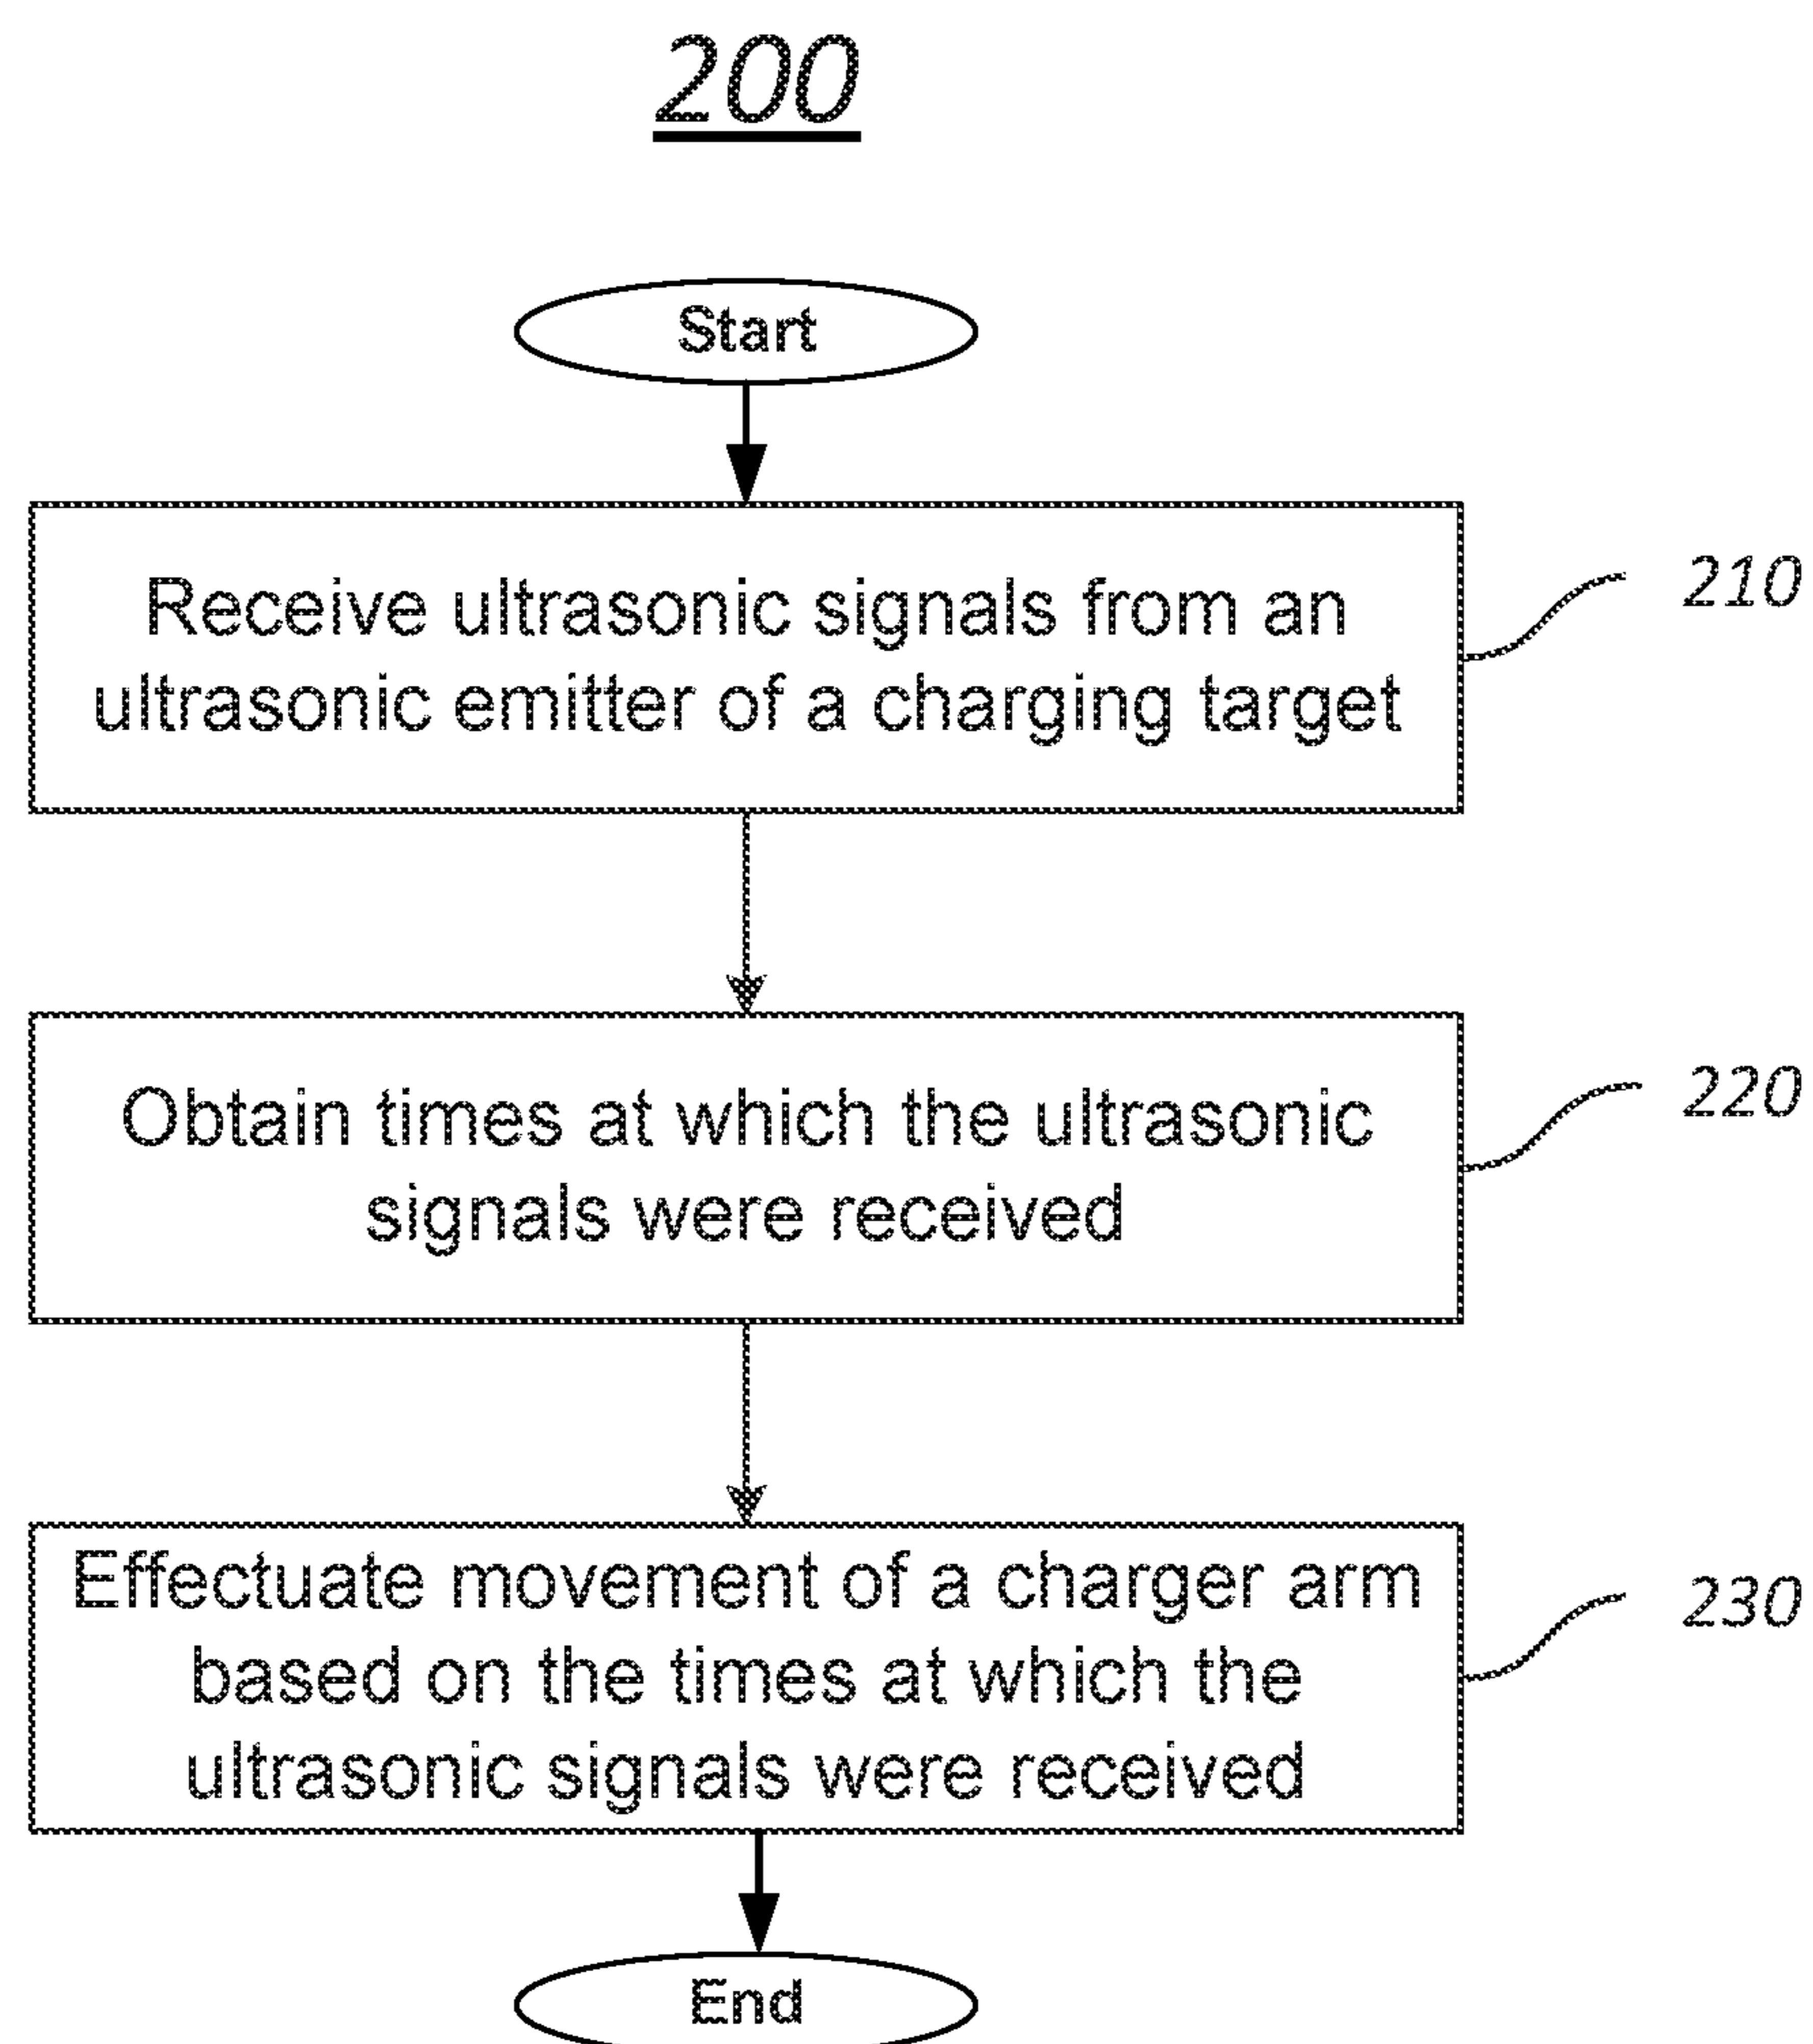 200
Start
Receive ultrasonic signals from an
ultrasonic emitter of a charging target
210
Obtain times at which the ultrasonic
signals were received
220
Effectuate movement of a charger arm
based on the times at which the
ultrasonic signals were received
230
End